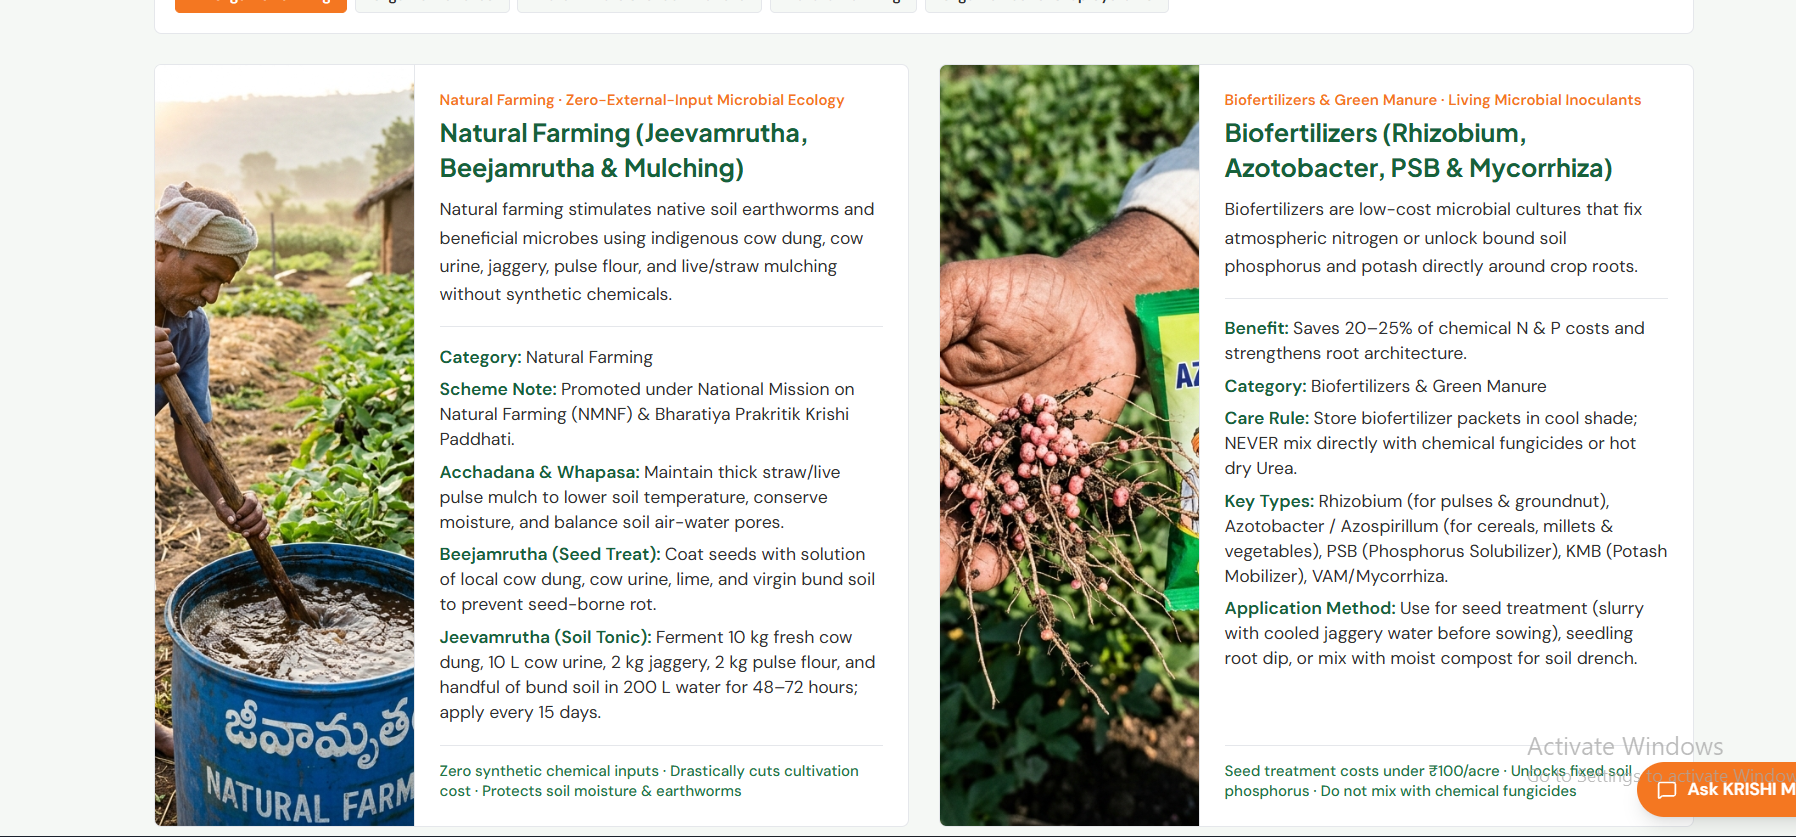 Natural Farming · Zero-External-Input Microbial Ecology
Natural Farming (Jeevamrutha,
Beejamrutha & Mulching)
Natural farming stimulates native soil earthworms and
beneficial microbes using indigenous cow dung, cow
urine, jaggery, pulse flour, and live/straw mulching
without synthetic chemicals.
Category: Natural Farming
Scheme Note: Promoted under National Mission on
Natural Farming (NMNF) & Bharatiya Prakritik Krishi
Paddhati.
Acchadana & Whapasa: Maintain thick straw/live
pulse mulch to lower soil temperature, conserve
moisture, and balance soil air-water pores.
Beejamrutha (Seed Treat): Coat seeds with solution
of local cow dung, cow urine, lime, and virgin bund soil
to prevent seed-borne rot.
Jeevamrutha (Soil Tonic): Ferment 10 kg fresh cow
dung, 10 L cow urine, 2 kg jaggery, 2 kg pulse flour, and
handful of bund soil in 200 L water for 48–72 hours;
apply every 15 days.
Zero synthetic chemical inputs · Drastically cuts cultivation
cost · Protects soil moisture & earthworms
జీవామృత
NATURAL FARM
Biofertilizers & Green Manure · Living Microbial Inoculants
Biofertilizers (Rhizobium,
Azotobacter, PSB & Mycorrhiza)
Biofertilizers are low-cost microbial cultures that fix
atmospheric nitrogen or unlock bound soil
phosphorus and potash directly around crop roots.
Benefit: Saves 20–25% of chemical N & P costs and
strengthens root architecture.
Category: Biofertilizers & Green Manure
Care Rule: Store biofertilizer packets in cool shade;
NEVER mix directly with chemical fungicides or hot
dry Urea.
Key Types: Rhizobium (for pulses & groundnut),
Azotobacter / Azospirillum (for cereals, millets &
vegetables), PSB (Phosphorus Solubilizer), KMB (Potash
Mobilizer), VAM/Mycorrhiza.
Application Method: Use for seed treatment (slurry
with cooled jaggery water before sowing), seedling
root dip, or mix with moist compost for soil drench.
Seed treatment costs under ₹100/acre · Unlocks fixed soil
phosphorus · Do not mix with chemical fungicides
AZ
Activate Windows
Go to Settings to activate Window
Ask KRISHI M